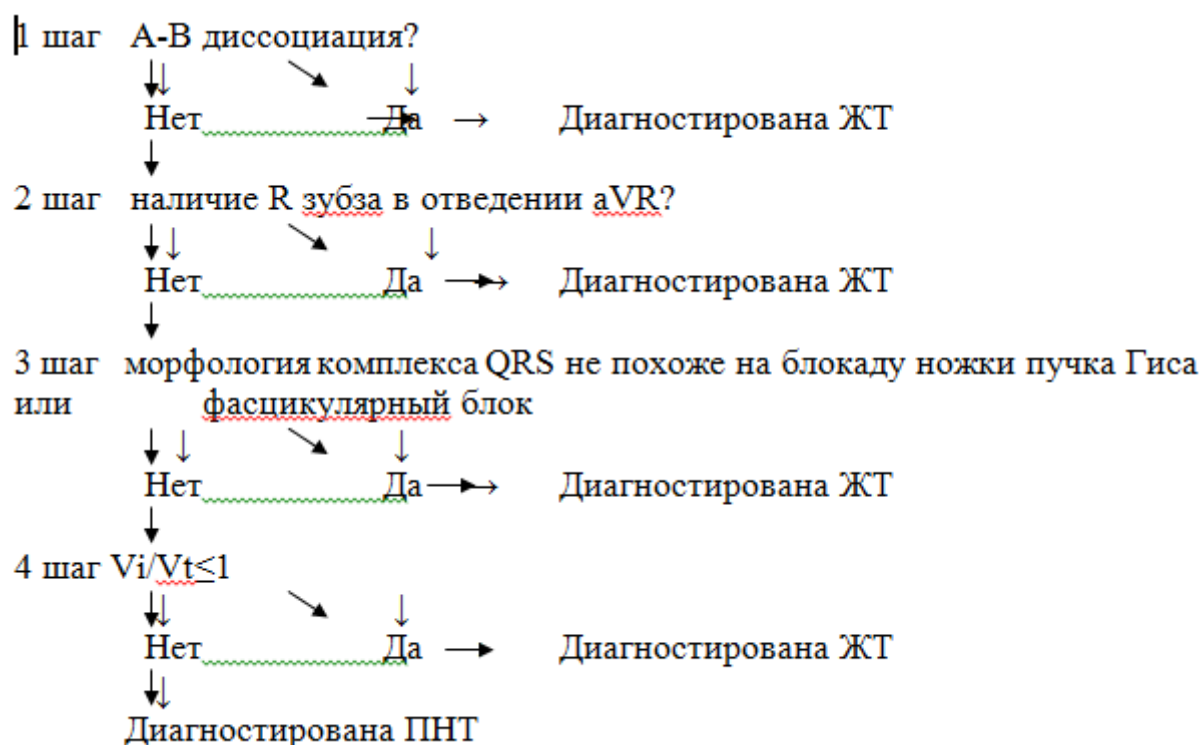 1 шаг А-В диссоциация?
Нет Да → Диагностирована ЖТ
2 шаг наличие R зубза в отведении aVR?
Нет Да → Диагностирована ЖТ
3 шаг морфология комплекса QRS не похоже на блокаду ножки пучка Гиса
или фасцикулярный блок
Нет Да → Диагностирована ЖТ
4 шаг Vi/Vt≤1
Нет Да → Диагностирована ЖТ
Диагностирована ПНТ